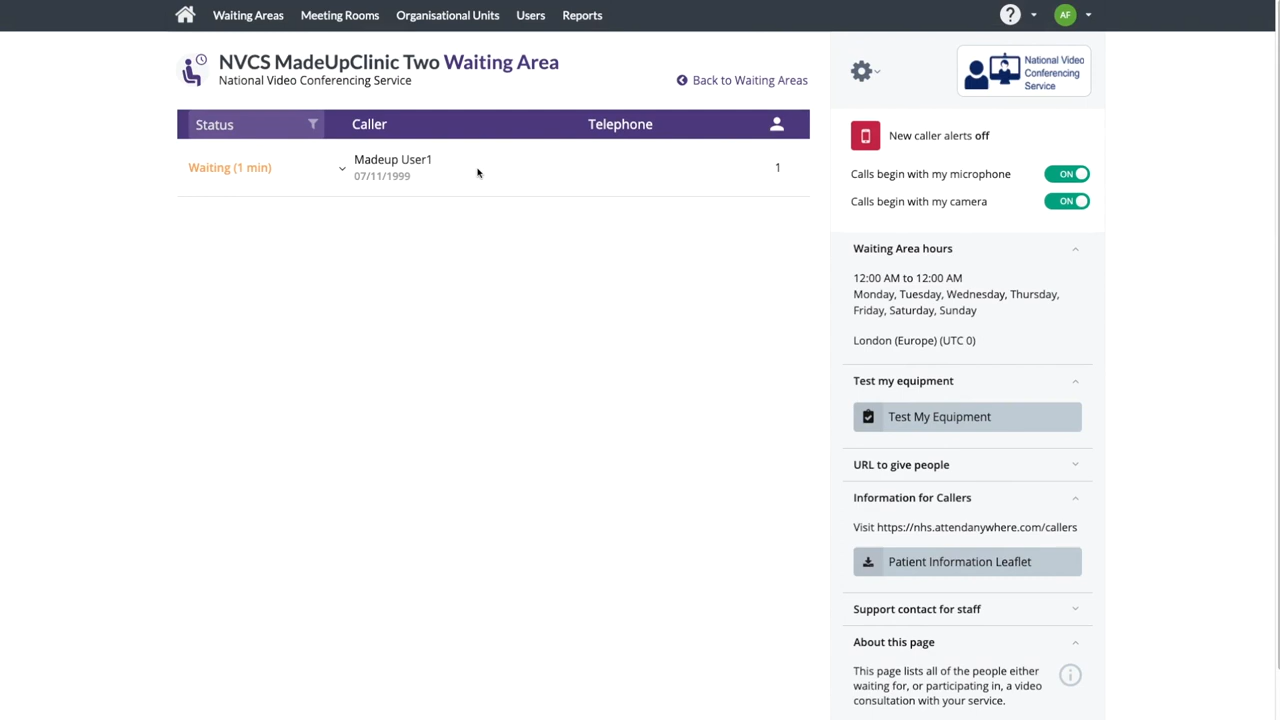 Waiting Areas Meeting Rooms Organisational Units Users Reports ? AF
NVCS MadeUpClinic Two Waiting Area
National Video Conferencing Service
Back to Waiting Areas
Status Caller Telephone
Waiting (1 min) Madeup User1 1
07/11/1999
National Video
Conferencing
Service
New caller alerts off
Calls begin with my microphone ON
Calls begin with my camera ON
Waiting Area hours
12:00 AM to 12:00 AM
Monday, Tuesday, Wednesday, Thursday,
Friday, Saturday, Sunday
London (Europe) (UTC 0)
Test my equipment
Test My Equipment
URL to give people
Information for Callers
Visit https://nhs.attendanywhere.com/callers
Patient Information Leaflet
Support contact for staff
About this page
This page lists all of the people either
waiting for, or participating in, a video
consultation with your service.